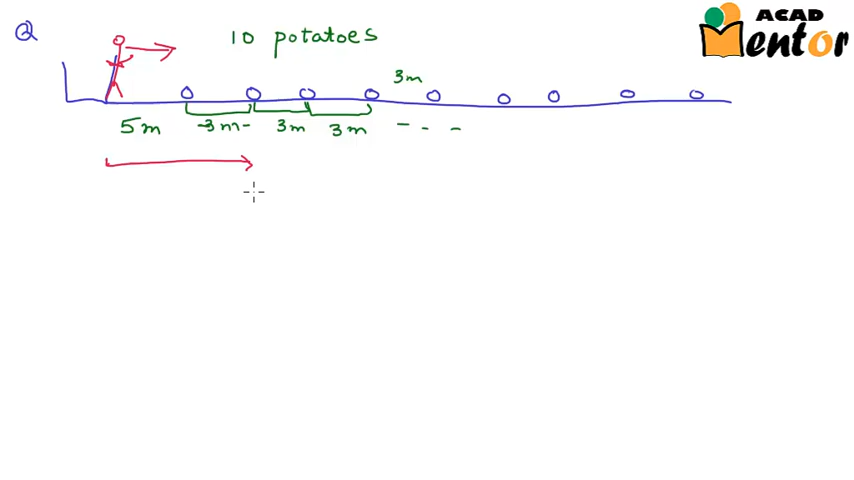 Q
10 potatoes
ACAD
mentor
3m
5m 3m 3m 3m - - -